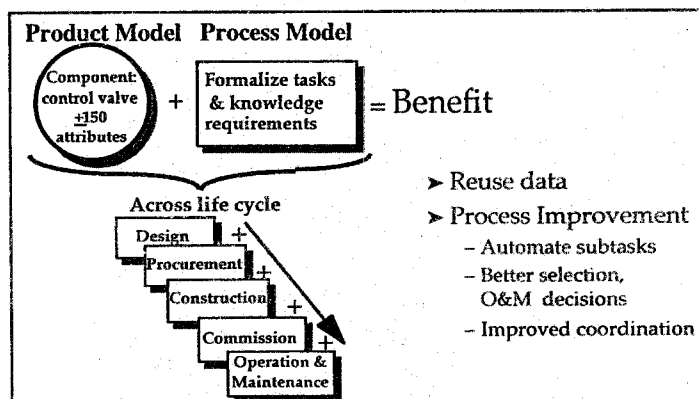 Product Model Process Model
Component:
control valve
±150
attributes
+
Formalize tasks
& knowledge
requirements
= Benefit
Across life cycle
Design +
Procurement +
Construction +
Commission +
Operation &
Maintenance
➤ Reuse data
➤ Process Improvement
– Automate subtasks
– Better selection,
O&M decisions
– Improved coordination